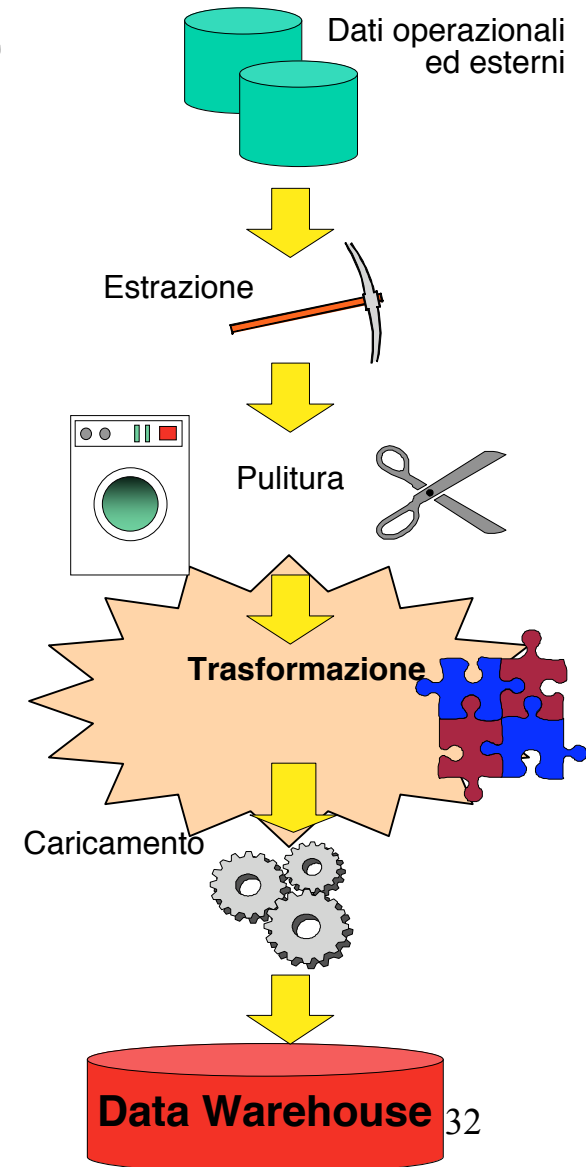 Dati operazionali
ed esterni
Estrazione
Pulitura
Trasformazione
Caricamento
Data Warehouse
32